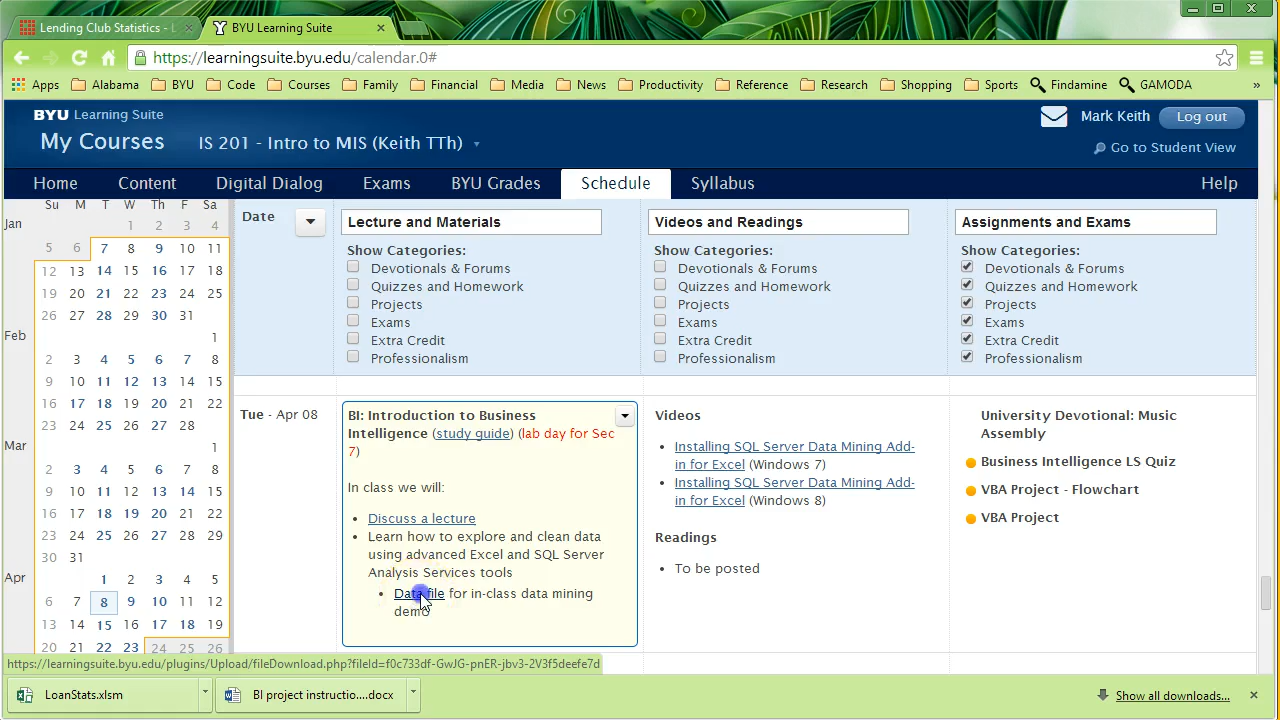 Lending Club Statistics -
BYU Learning Suite
https://learningsuite.byu.edu/calendar.0#
Apps Alabama BYU Code Courses Family Financial Media News Productivity Reference Research Shopping Sports Findamine GAMODA »
BYU Learning Suite
Mark Keith Log out
My Courses IS 201 - Intro to MIS (Keith TTh)
Go to Student View
Home Content Digital Dialog Exams BYU Grades Schedule Syllabus Help
Su M T W Th F Sa
Jan 1 2 3 4
5 6 7 8 9 10 11
12 13 14 15 16 17 18
19 20 21 22 23 24 25
26 27 28 29 30 31
Feb 1
2 3 4 5 6 7 8
9 10 11 12 13 14 15
16 17 18 19 20 21 22
23 24 25 26 27 28
Mar 1
2 3 4 5 6 7 8
9 10 11 12 13 14 15
16 17 18 19 20 21 22
23 24 25 26 27 28 29
30 31
Apr 1 2 3 4 5
6 7 8 9 10 11 12
13 14 15 16 17 18 19
20 21 22 23 24 25 26
Date
Lecture and Materials
Show Categories:
Devotionals & Forums
Quizzes and Homework
Projects
Exams
Extra Credit
Professionalism
Videos and Readings
Show Categories:
Devotionals & Forums
Quizzes and Homework
Projects
Exams
Extra Credit
Professionalism
Assignments and Exams
Show Categories:
Devotionals & Forums
Quizzes and Homework
Projects
Exams
Extra Credit
Professionalism
Tue - Apr 08
BI: Introduction to Business
Intelligence (study guide) (lab day for Sec
7)
In class we will:
• Discuss a lecture
• Learn how to explore and clean data
using advanced Excel and SQL Server
Analysis Services tools
• Data file for in-class data mining
demo
Videos
• Installing SQL Server Data Mining Add-
in for Excel (Windows 7)
• Installing SQL Server Data Mining Add-
in for Excel (Windows 8)
Readings
• To be posted
University Devotional: Music
Assembly
Business Intelligence LS Quiz
VBA Project - Flowchart
VBA Project
https://learningsuite.byu.edu/plugins/Upload/fileDownload.php?fileId=f0c733df-GwJG-pnER-jbv3-2V3f5deefe7d
LoanStats.xlsm
BI project instructio....docx
Show all downloads...